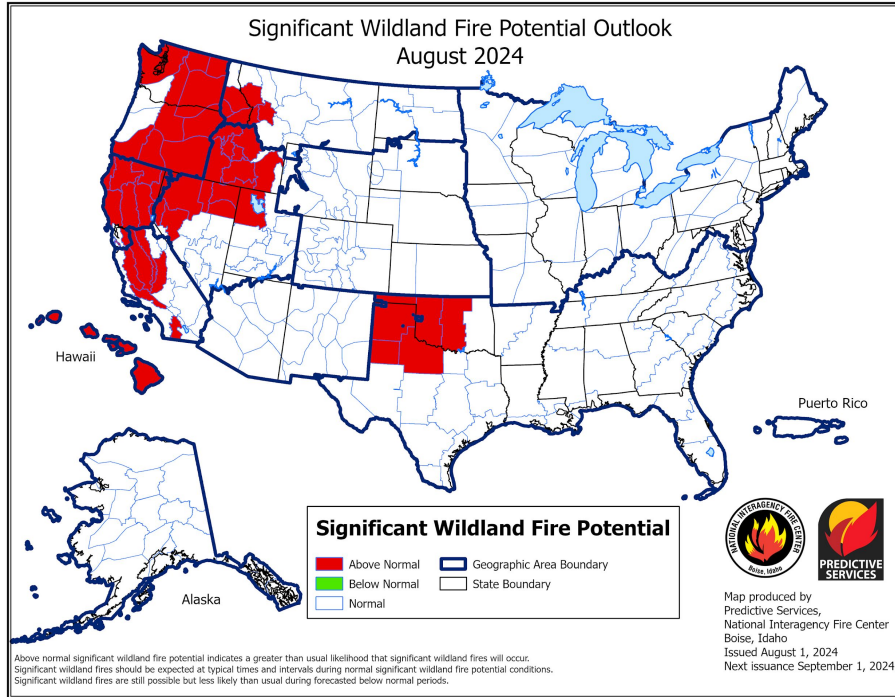 Significant Wildland Fire Potential Outlook
August 2024
Hawaii
Puerto Rico
Alaska
Significant Wildland Fire Potential
Above Normal
Below Normal
Normal
Geographic Area Boundary
State Boundary
NATIONAL INTERAGENCY FIRE CENTER
Boise, Idaho
PREDICTIVE
SERVICES
Map produced by
Predictive Services,
National Interagency Fire Center
Boise, Idaho
Issued August 1, 2024
Next issuance September 1, 2024
Above normal significant wildland fire potential indicates a greater than usual likelihood that significant wildland fires will occur.
Significant wildland fires should be expected at typical times and intervals during normal significant wildland fire potential conditions.
Significant wildland fires are still possible but less likely than usual during forecasted below normal periods.